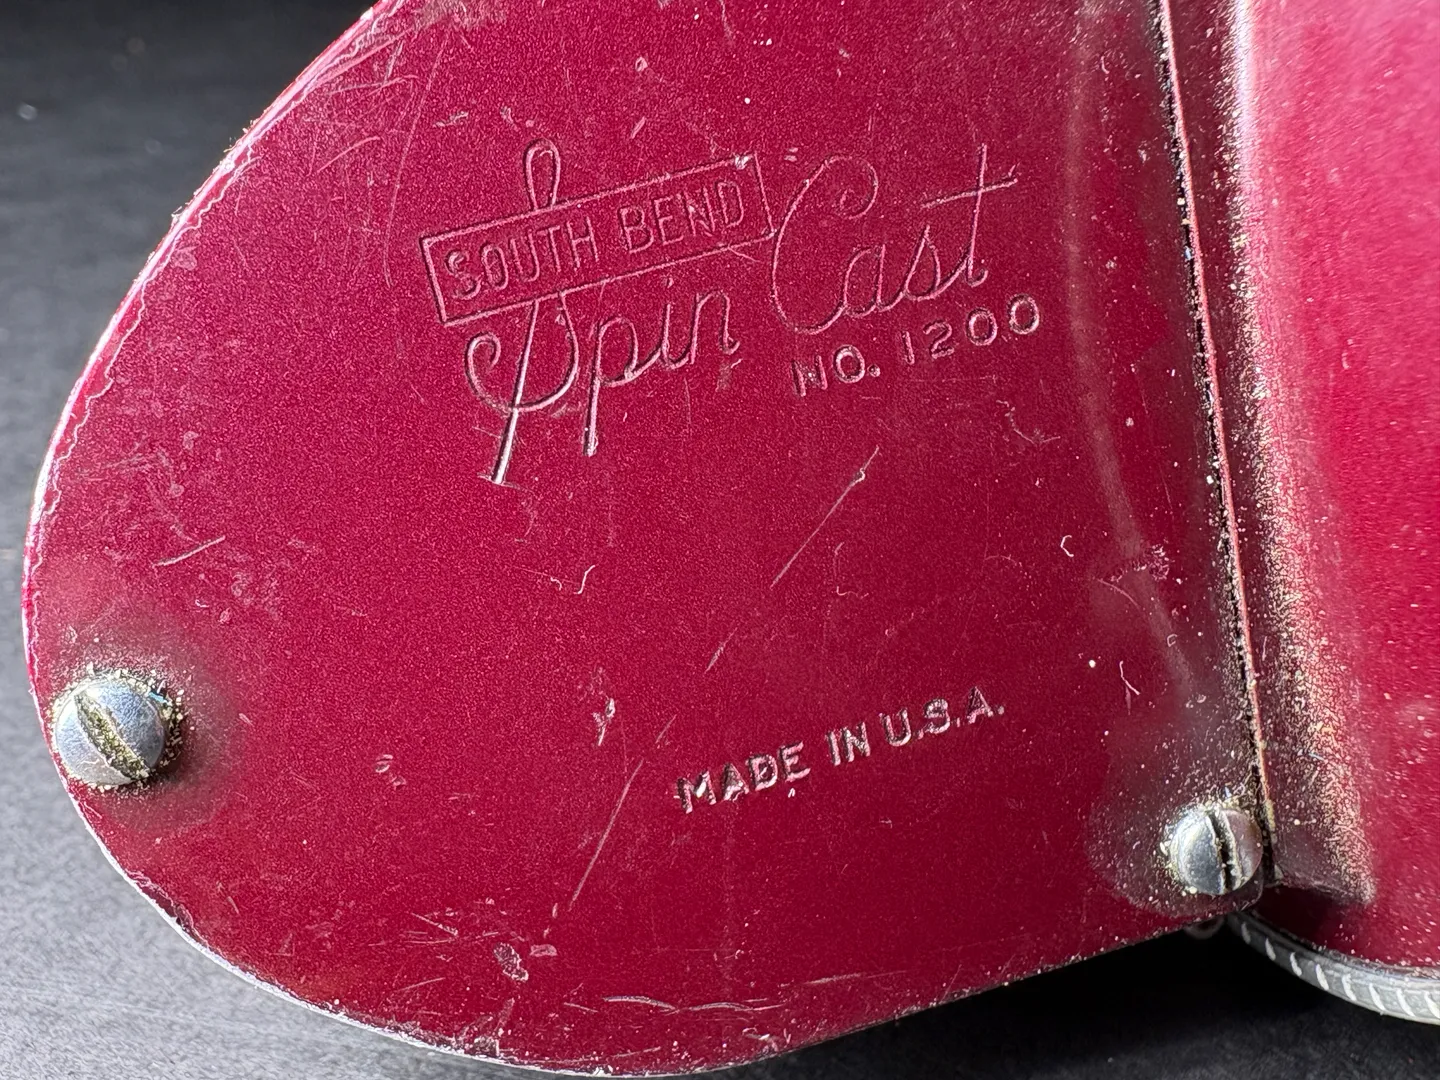 SOUTH BEND
Spin Cast
NO. 1200
MADE IN U.S.A.